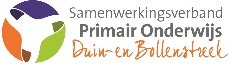 Samenwerkingsverband
Primair Onderwijs
Duin- en Bollenstreek